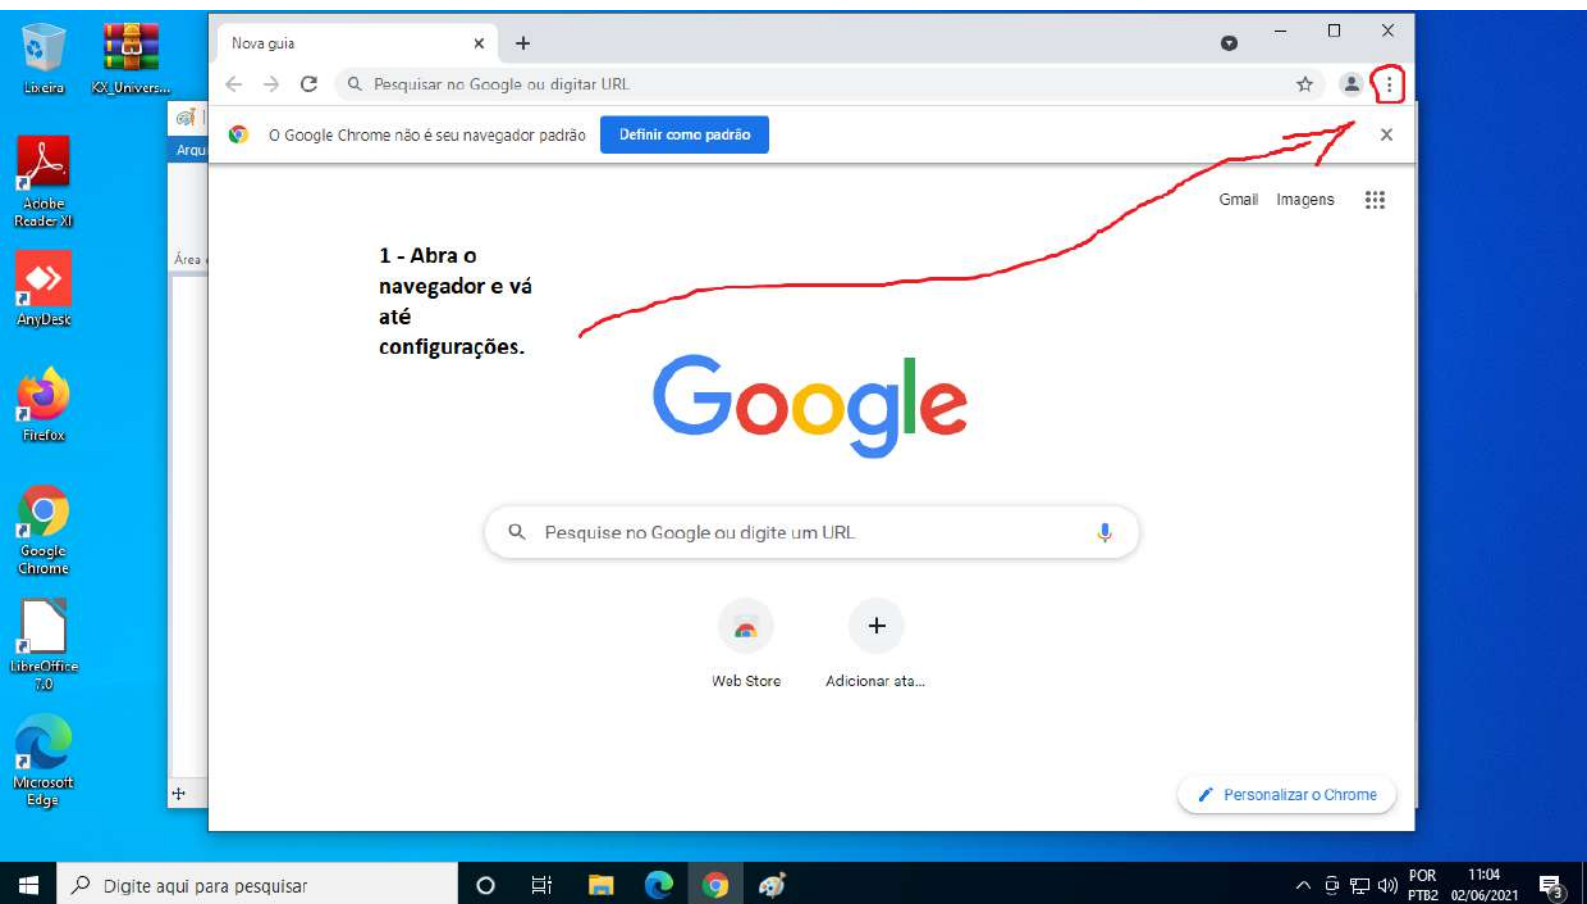 Nova guia
Pesquisar no Google ou digitar URL
O Google Chrome não é seu navegador padrão
Definir como padrão
Gmail
Imagens
1 - Abra o
navegador e vá
até
configurações.
Google
Pesquise no Google ou digite um URL
Web Store
Adicionar ata...
Personalizar o Chrome
Lixeira
KX_Univers...
Arqu
Área
Adobe
Reader XI
AnyDesk
Firefox
Google
Chrome
LibreOffice
7.0
Microsoft
Edge
Digite aqui para pesquisar
POR
PTB2
11:04
02/06/2021
3